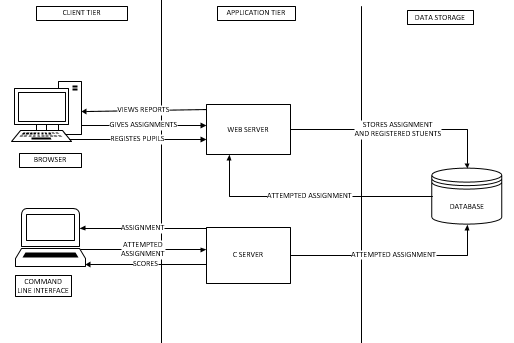 CLIENT TIER
APPLICATION TIER
DATA STORAGE
VIEWS REPORTS
GIVES ASSIGNMENTS
REGISTES PUPILS
BROWSER
WEB SERVER
STORES ASSIGNMENT
AND REGISTERED STUENTS
ATTEMPTED ASSIGNMENT
DATABASE
ASSIGNMENT
ATTEMPTED
ASSIGNMENT
SCORES
C SERVER
ATTEMPTED ASSIGNMENT
COMMAND
LINE INTERFACE